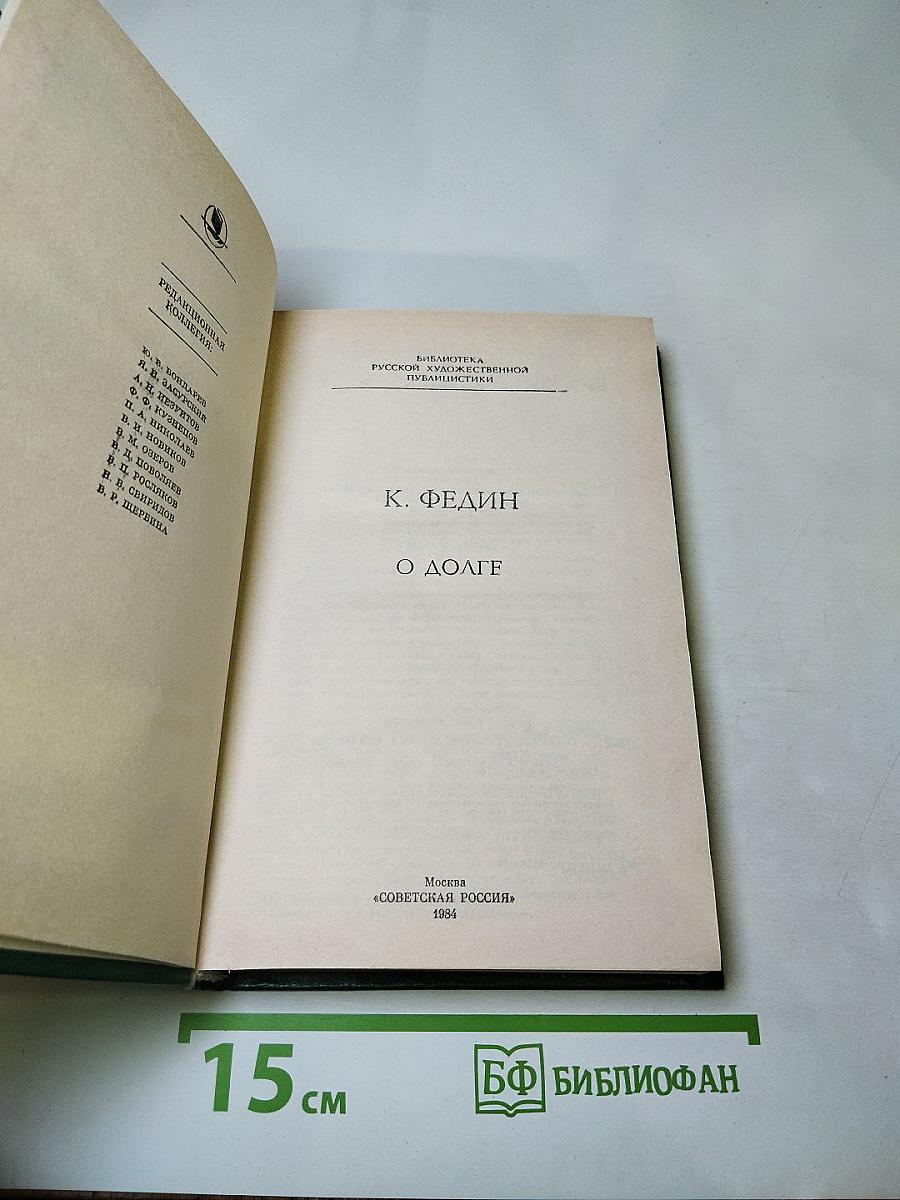 РЕДАКЦИОННАЯ
КОЛЛЕГИЯ:
Ю. В. БОНДАРЕВ
Я. Н. ЗАСУРСКИЙ
А. Н. ИЕЗУИТОВ
Ф. Ф. КУЗНЕЦОВ
П. А. НИКОЛАЕВ
В. И. НОВИКОВ
В. М. ОЗЕРОВ
В. Д. ПОВОЛЯЕВ
В. П. РОСЛЯКОВ
Н. В. СВИРИДОВ
В. Р. ЩЕРБИНА
БИБЛИОТЕКА
РУССКОЙ ХУДОЖЕСТВЕННОЙ
ПУБЛИЦИСТИКИ
К. ФЕДИН
О ДОЛГЕ
Москва
«СОВЕТСКАЯ РОССИЯ»
1984
15 см
БФ БИБЛИОФАН